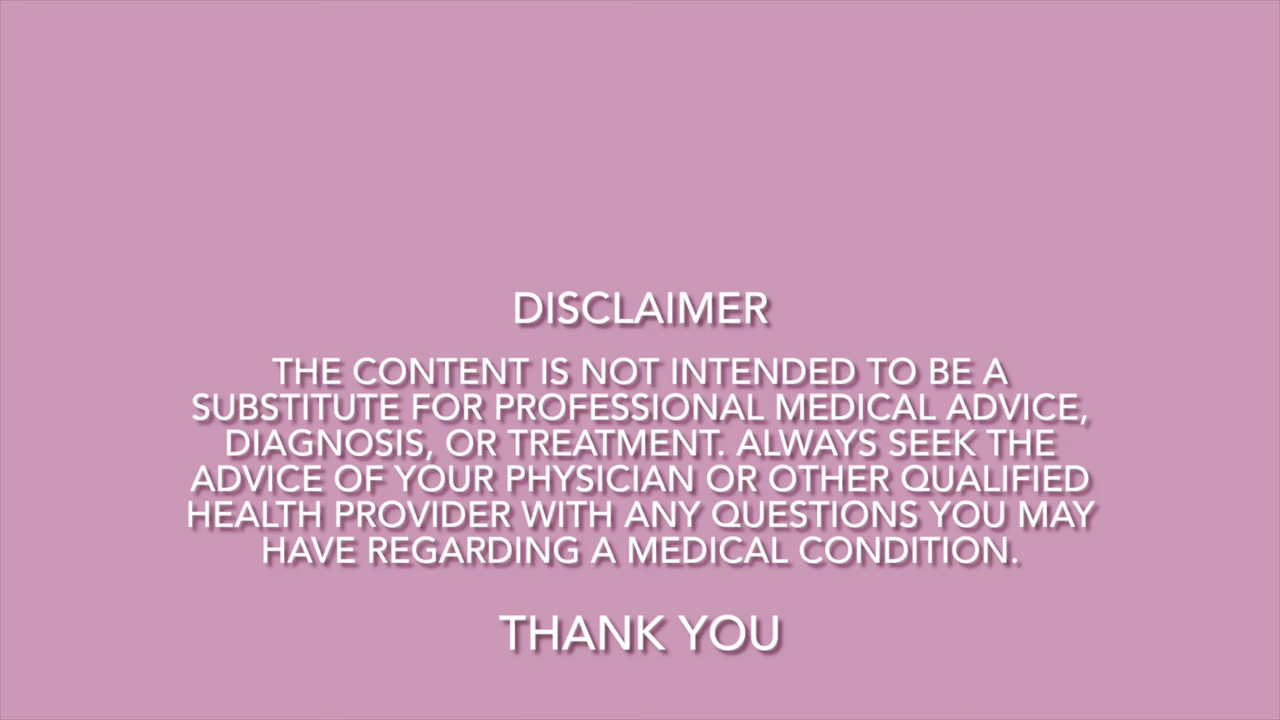 DISCLAIMER
THE CONTENT IS NOT INTENDED TO BE A
SUBSTITUTE FOR PROFESSIONAL MEDICAL ADVICE,
DIAGNOSIS, OR TREATMENT. ALWAYS SEEK THE
ADVICE OF YOUR PHYSICIAN OR OTHER QUALIFIED
HEALTH PROVIDER WITH ANY QUESTIONS YOU MAY
HAVE REGARDING A MEDICAL CONDITION.
THANK YOU